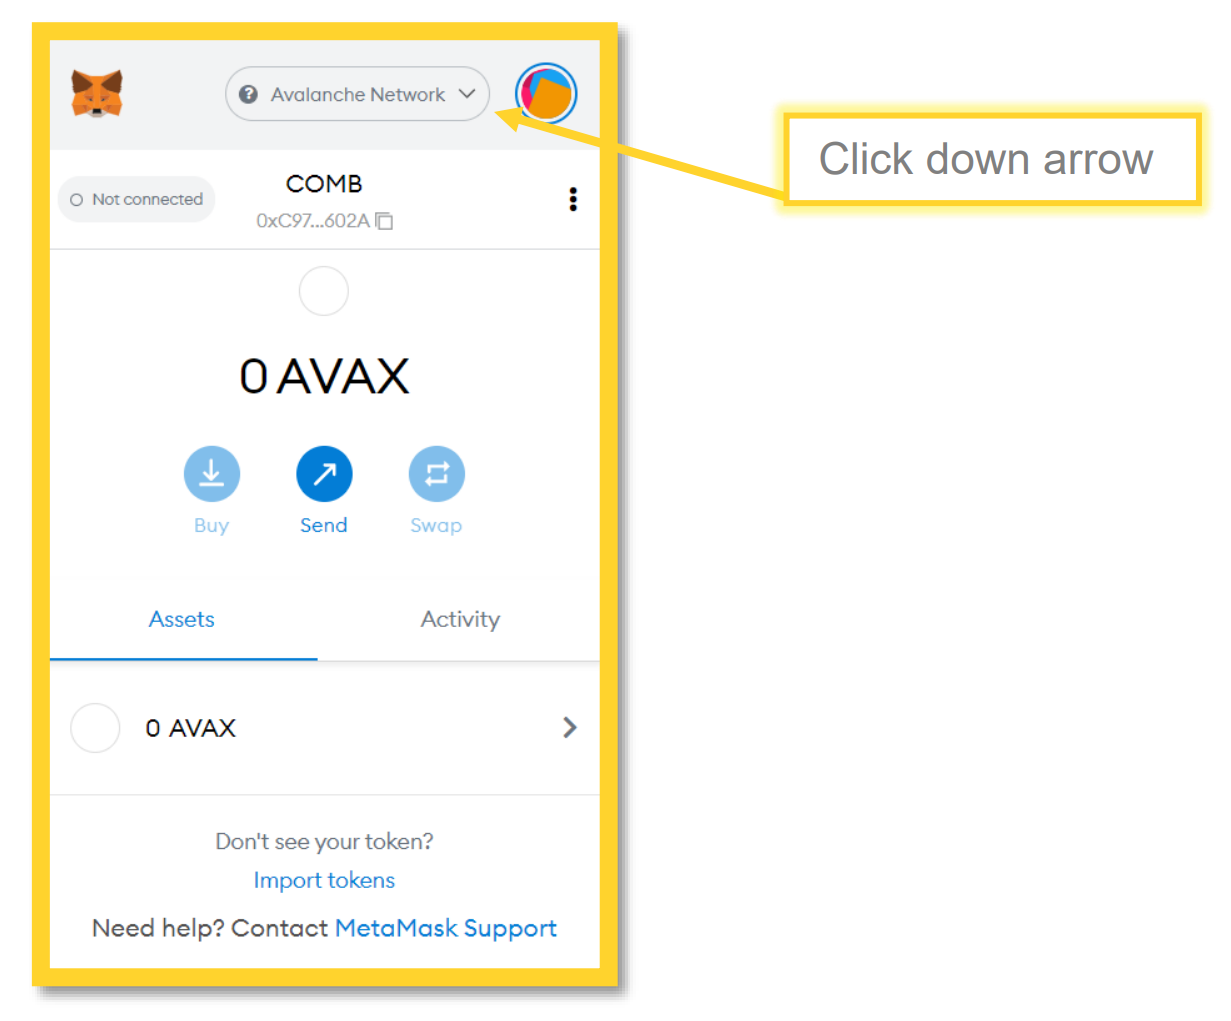 Avalanche Network
Click down arrow
Not connected
COMB
0xC97...602A
0 AVAX
Buy
Send
Swap
Assets
Activity
0 AVAX
Don't see your token?
Import tokens
Need help? Contact MetaMask Support